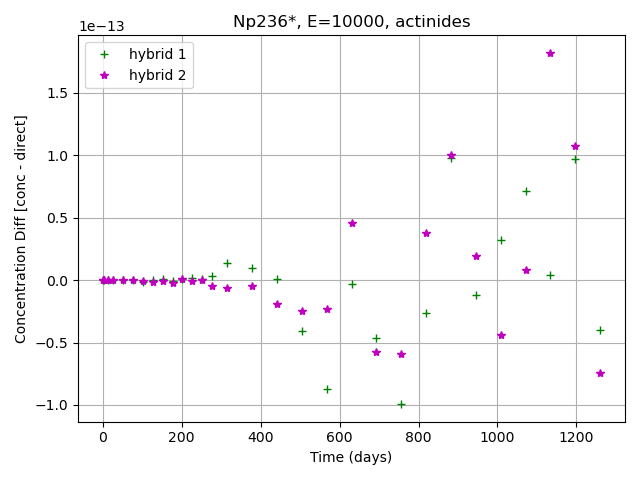 Np236*, E=10000, actinides
1e−13
hybrid 1
hybrid 2
1.5
1.0
0.5
0.0
−0.5
−1.0
Concentration Diff [conc - direct]
0 200 400 600 800 1000 1200
Time (days)